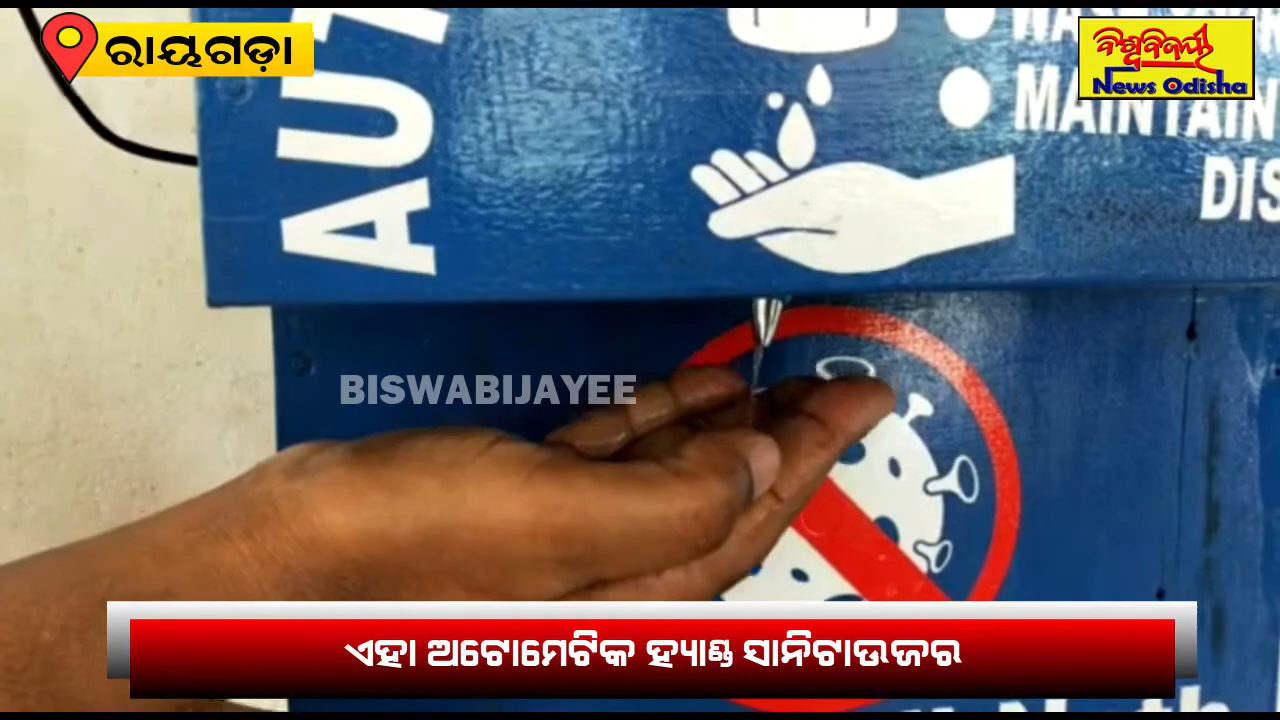 ରାୟଗଡ଼ା
ବିଶ୍ୱବିଜୟୀ
News Odisha
AUT
MAINTAIN
DIS
BISWABIJAYEE
ଏହା ଅଟୋମେଟିକ ହ୍ୟାଣ୍ଡ ସାନିଟାଉଜର